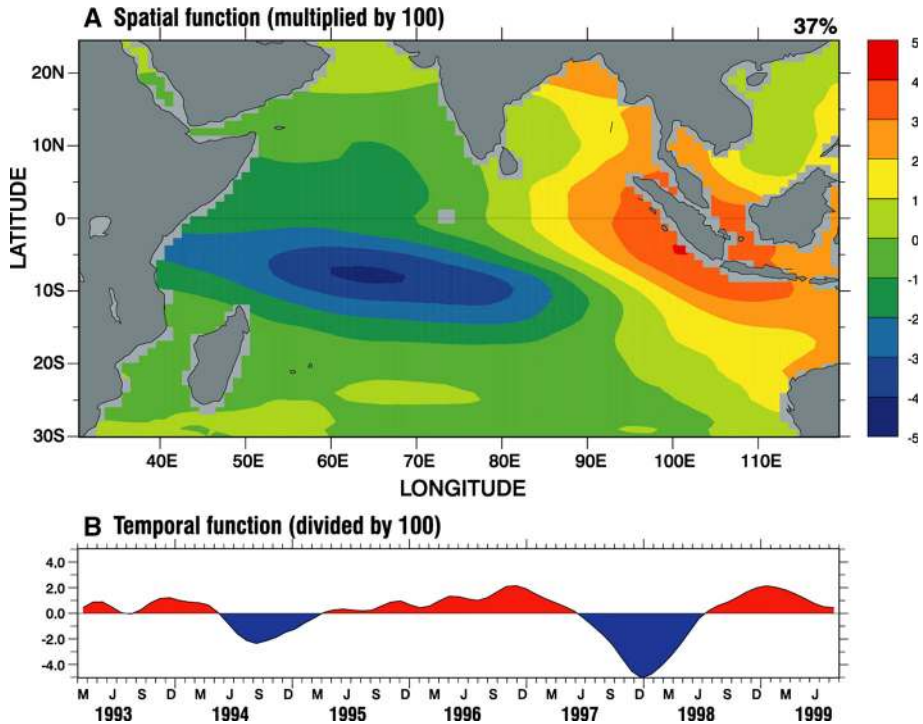 A Spatial function (multiplied by 100)
37%
20N
10N
0
10S
20S
30S
LATITUDE
40E 50E 60E 70E 80E 90E 100E 110E
LONGITUDE
5
4
3
2
1
0
-1
-2
-3
-4
-5
B Temporal function (divided by 100)
4.0
2.0
0.0
-2.0
-4.0
M J S D M J S D M J S D M J S D M J S D M J S D M J
1993 1994 1995 1996 1997 1998 1999